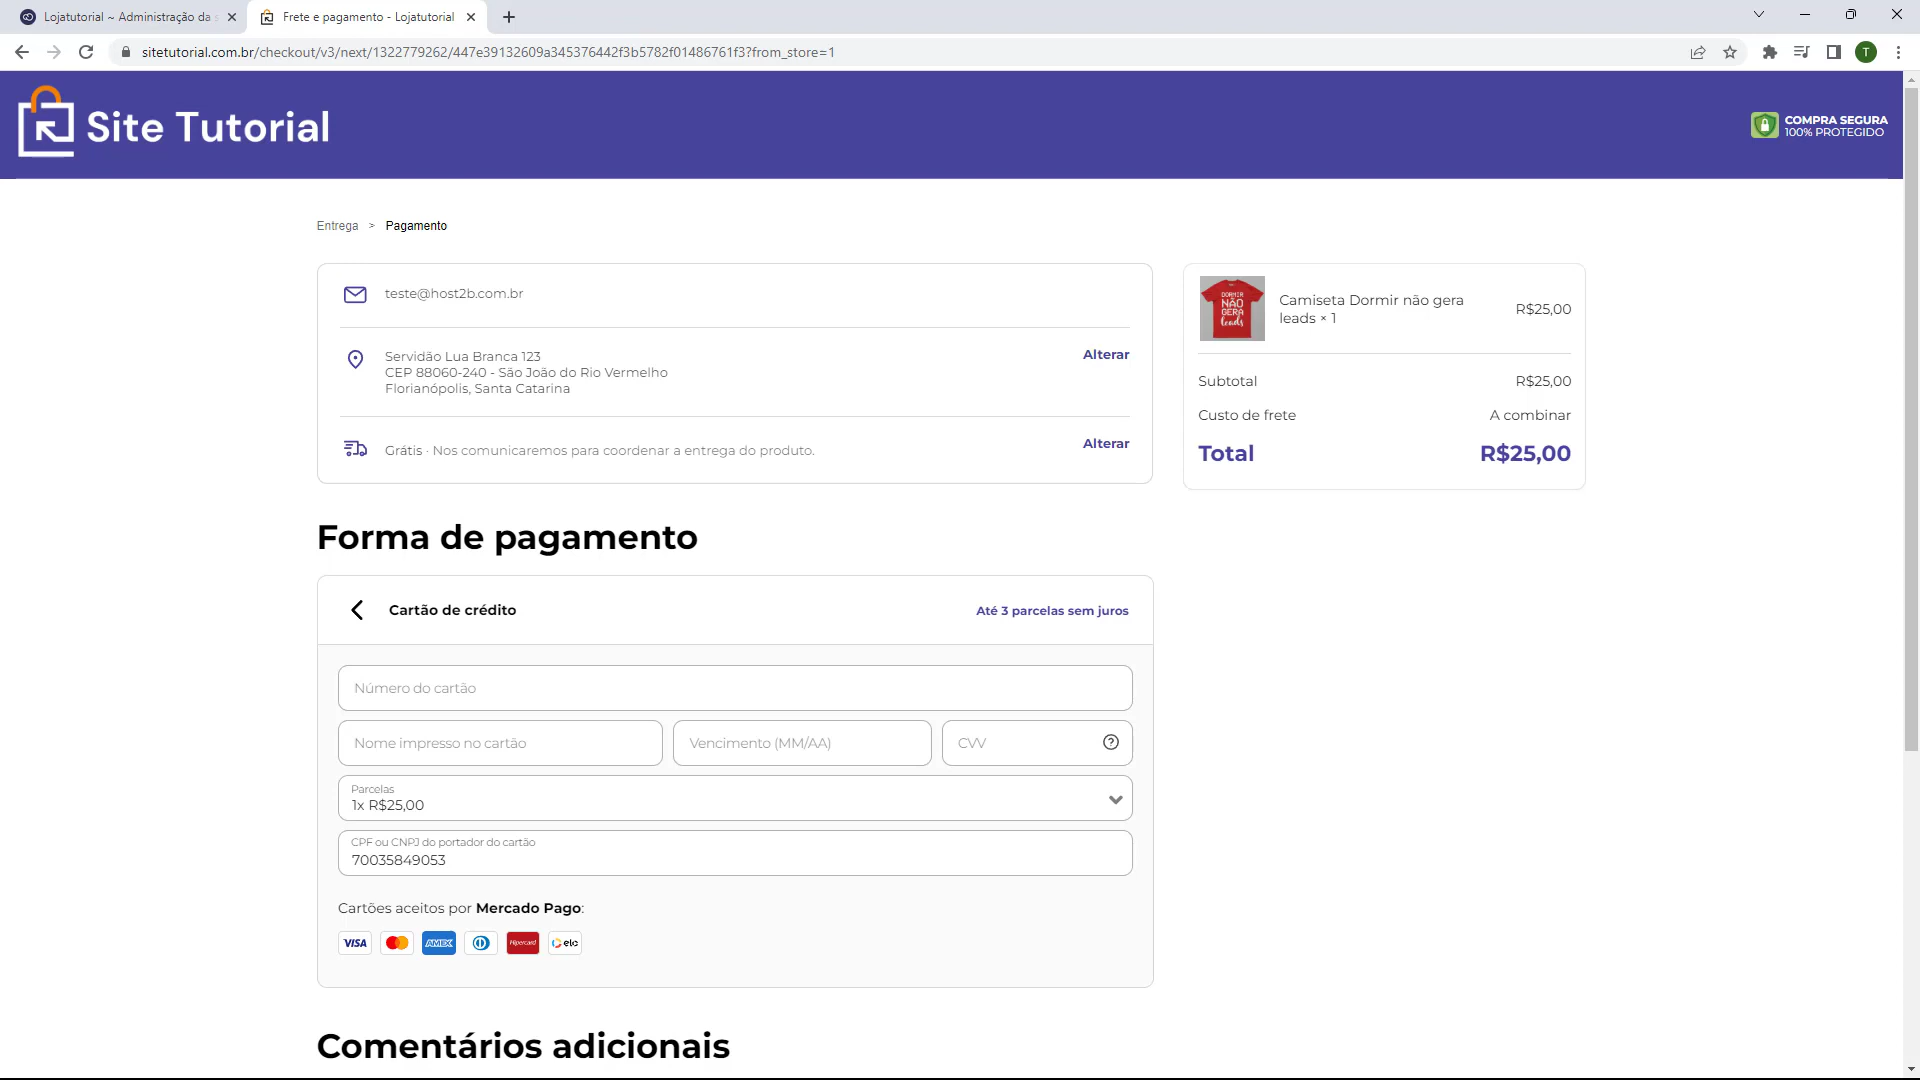 Lojatutorial ~ Administração da s
Frete e pagamento - Lojatutorial
sitetutorial.com.br/checkout/v3/next/1322779262/447e39132609a345376442f3b5782f01486761f3?from_store=1
T
Site Tutorial
COMPRA SEGURA
100% PROTEGIDO
Entrega > Pagamento
teste@host2b.com.br
Servidão Lua Branca 123
CEP 88060-240 - São João do Rio Vermelho
Florianópolis, Santa Catarina
Alterar
Grátis · Nos comunicaremos para coordenar a entrega do produto.
Alterar
DORMIR
NÃO
GERA
leads
Camiseta Dormir não gera
leads × 1
R$25,00
Subtotal R$25,00
Custo de frete A combinar
Total R$25,00
Forma de pagamento
Cartão de crédito
Até 3 parcelas sem juros
Número do cartão
Nome impresso no cartão
Vencimento (MM/AA)
CVV
Parcelas
1x R$25,00
CPF ou CNPJ do portador do cartão
70035849053
Cartões aceitos por Mercado Pago:
VISA
AMEX
Hipercard
elo
Comentários adicionais